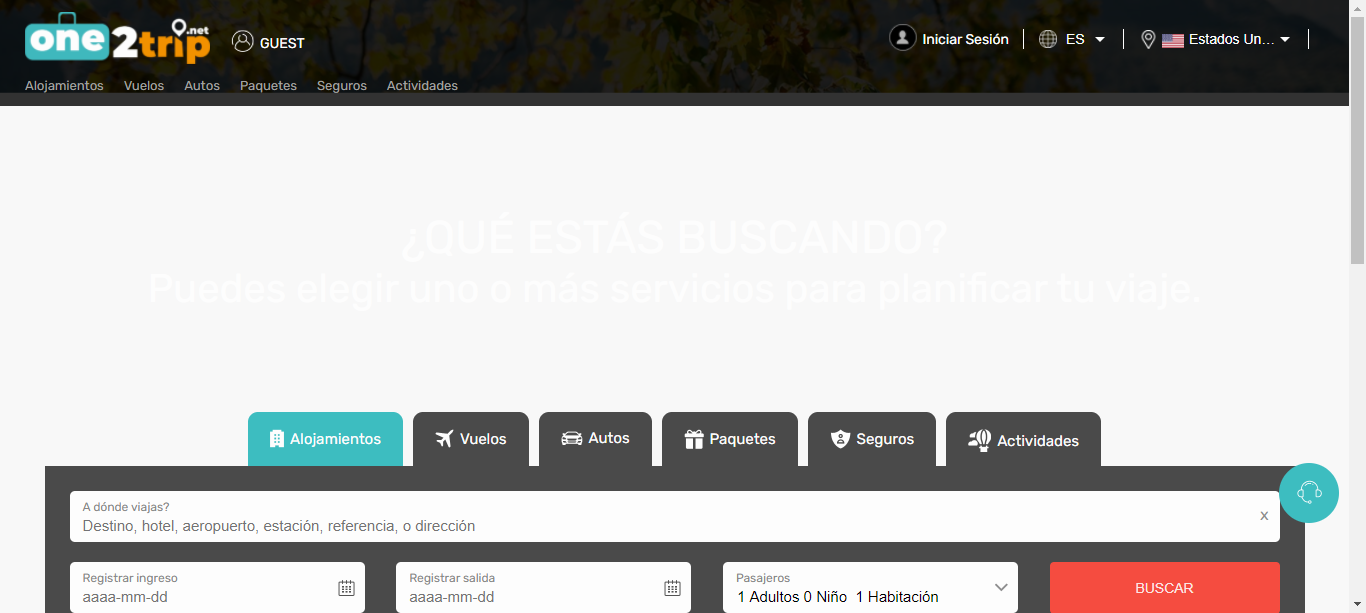 one2trip.net
GUEST
Iniciar Sesión
ES
Estados Un...
Alojamientos Vuelos Autos Paquetes Seguros Actividades
¿QUÉ ESTÁS BUSCANDO?
Puedes elegir uno o más servicios para planificar tu viaje.
Alojamientos Vuelos Autos Paquetes Seguros Actividades
A dónde viajas?
Destino, hotel, aeropuerto, estación, referencia, o dirección
x
Registrar ingreso
aaaa-mm-dd
Registrar salida
aaaa-mm-dd
Pasajeros
1 Adultos 0 Niño 1 Habitación
BUSCAR